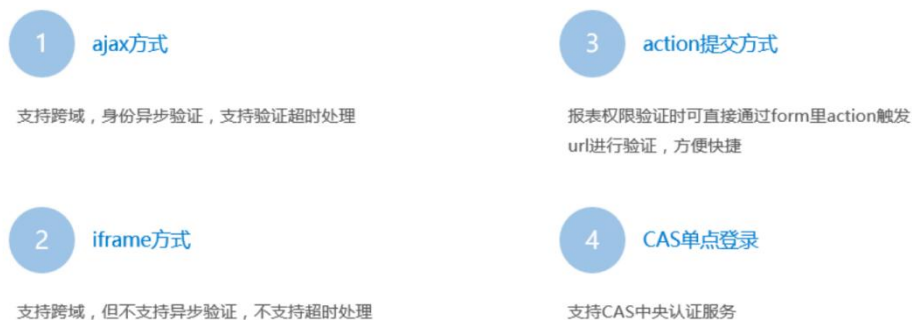 1 ajax方式
支持跨域，身份异步验证，支持验证超时处理
2 iframe方式
支持跨域，但不支持异步验证，不支持超时处理
3 action提交方式
报表权限验证时可直接通过form里action触发
url进行验证，方便快捷
4 CAS单点登录
支持CAS中央认证服务